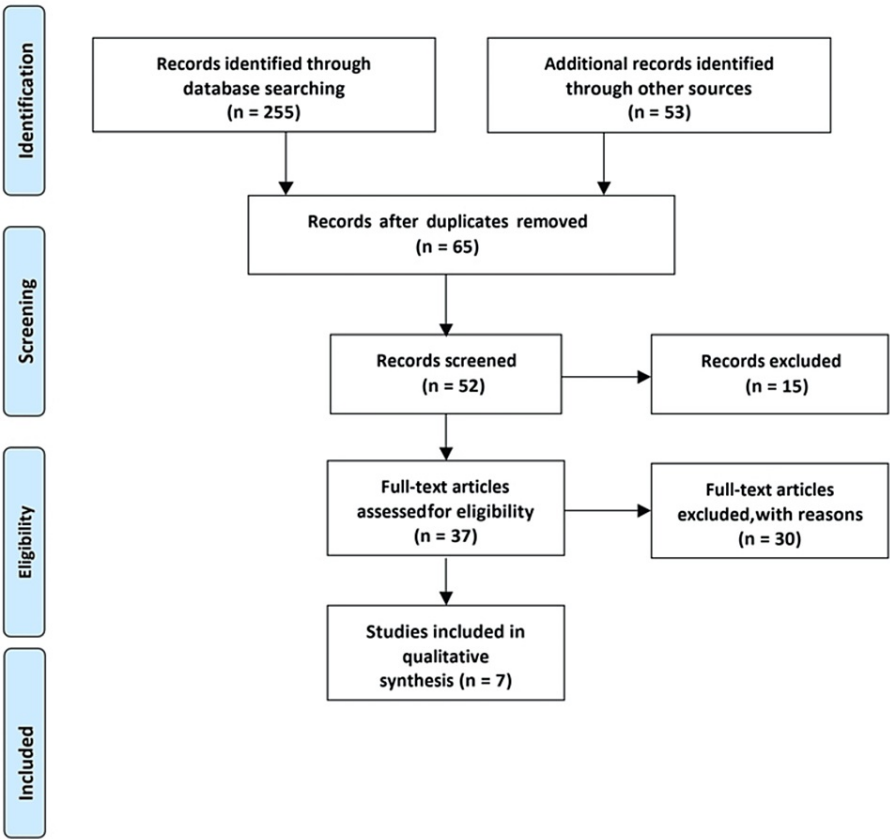 Identification
Records identified through
database searching
(n = 255)
Additional records identified
through other sources
(n = 53)
Records after duplicates removed
(n = 65)
Screening
Records screened
(n = 52)
Records excluded
(n = 15)
Eligibility
Full-text articles
assessedfor eligibility
(n = 37)
Full-text articles
excluded,with reasons
(n = 30)
Studies included in
qualitative
synthesis (n = 7)
Included